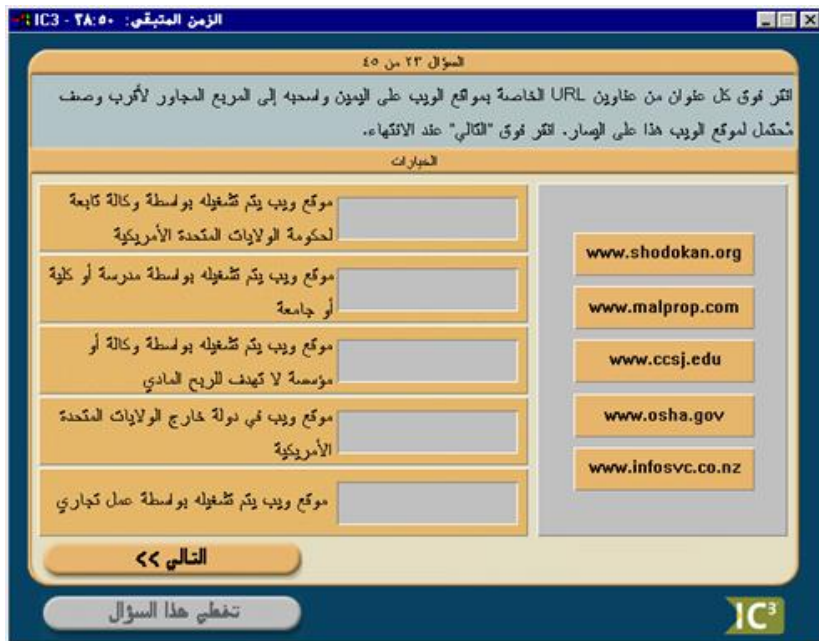 IC3 - الزمن المتبقي: ٣٨:٥٠
السؤال ٢٣ من ٤٥
انقر فوق كل عنوان من عناوين URL الخاصة بمواقع الويب على اليمين واسحبه إلى المربع المجاور لأقرب وصف
مُحتمل لموقع الويب هذا على اليسار. انقر فوق "التالي" عند الانتهاء.
الخيارات
www.shodokan.org
www.malprop.com
www.ccsj.edu
www.osha.gov
www.infosvc.co.nz
موقع ويب يتم تشغيله بواسطة وكالة تابعة
لحكومة الولايات المتحدة الأمريكية
موقع ويب يتم تشغيله بواسطة مدرسة أو كلية
أو جامعة
موقع ويب يتم تشغيله بواسطة وكالة أو
مؤسسة لا تهدف للربح المادي
موقع ويب في دولة خارج الولايات المتحدة
الأمريكية
موقع ويب يتم تشغيله بواسطة عمل تجاري
التالي >>
تخطي هذا السؤال
IC³